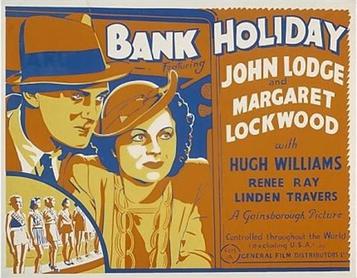 BANK HOLIDAY
Featuring
JOHN LODGE
and
MARGARET
LOCKWOOD
with
HUGH WILLIAMS
RENEE RAY
LINDEN TRAVERS
A Gainsborough Picture
Controlled throughout the World
(excluding U.S.A.) by
GENERAL FILM DISTRIBUTORS